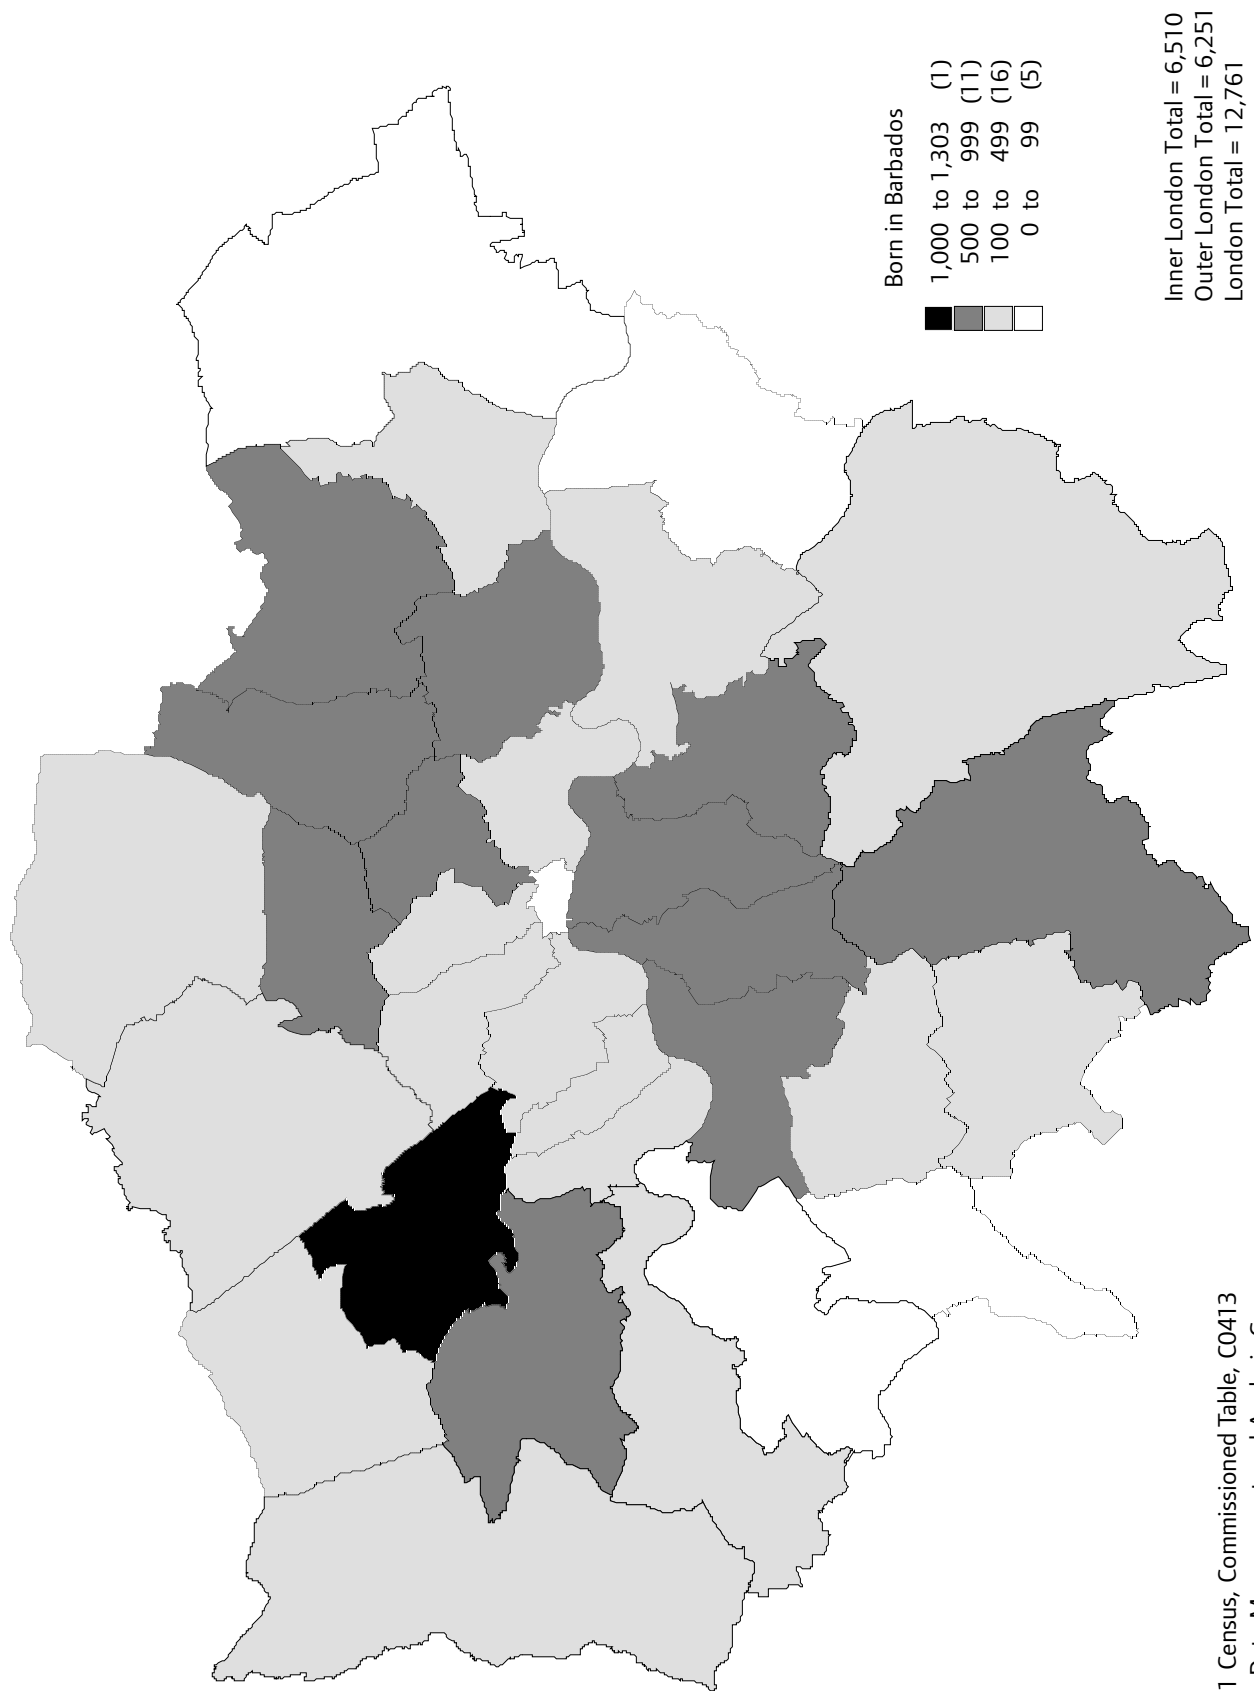 Born in Barbados
1,000 to 1,303 (1)
500 to 999 (11)
100 to 499 (16)
0 to 99 (5)
Inner London Total = 6,510
Outer London Total = 6,251
London Total = 12,761
1 Census, Commissioned Table, C0413